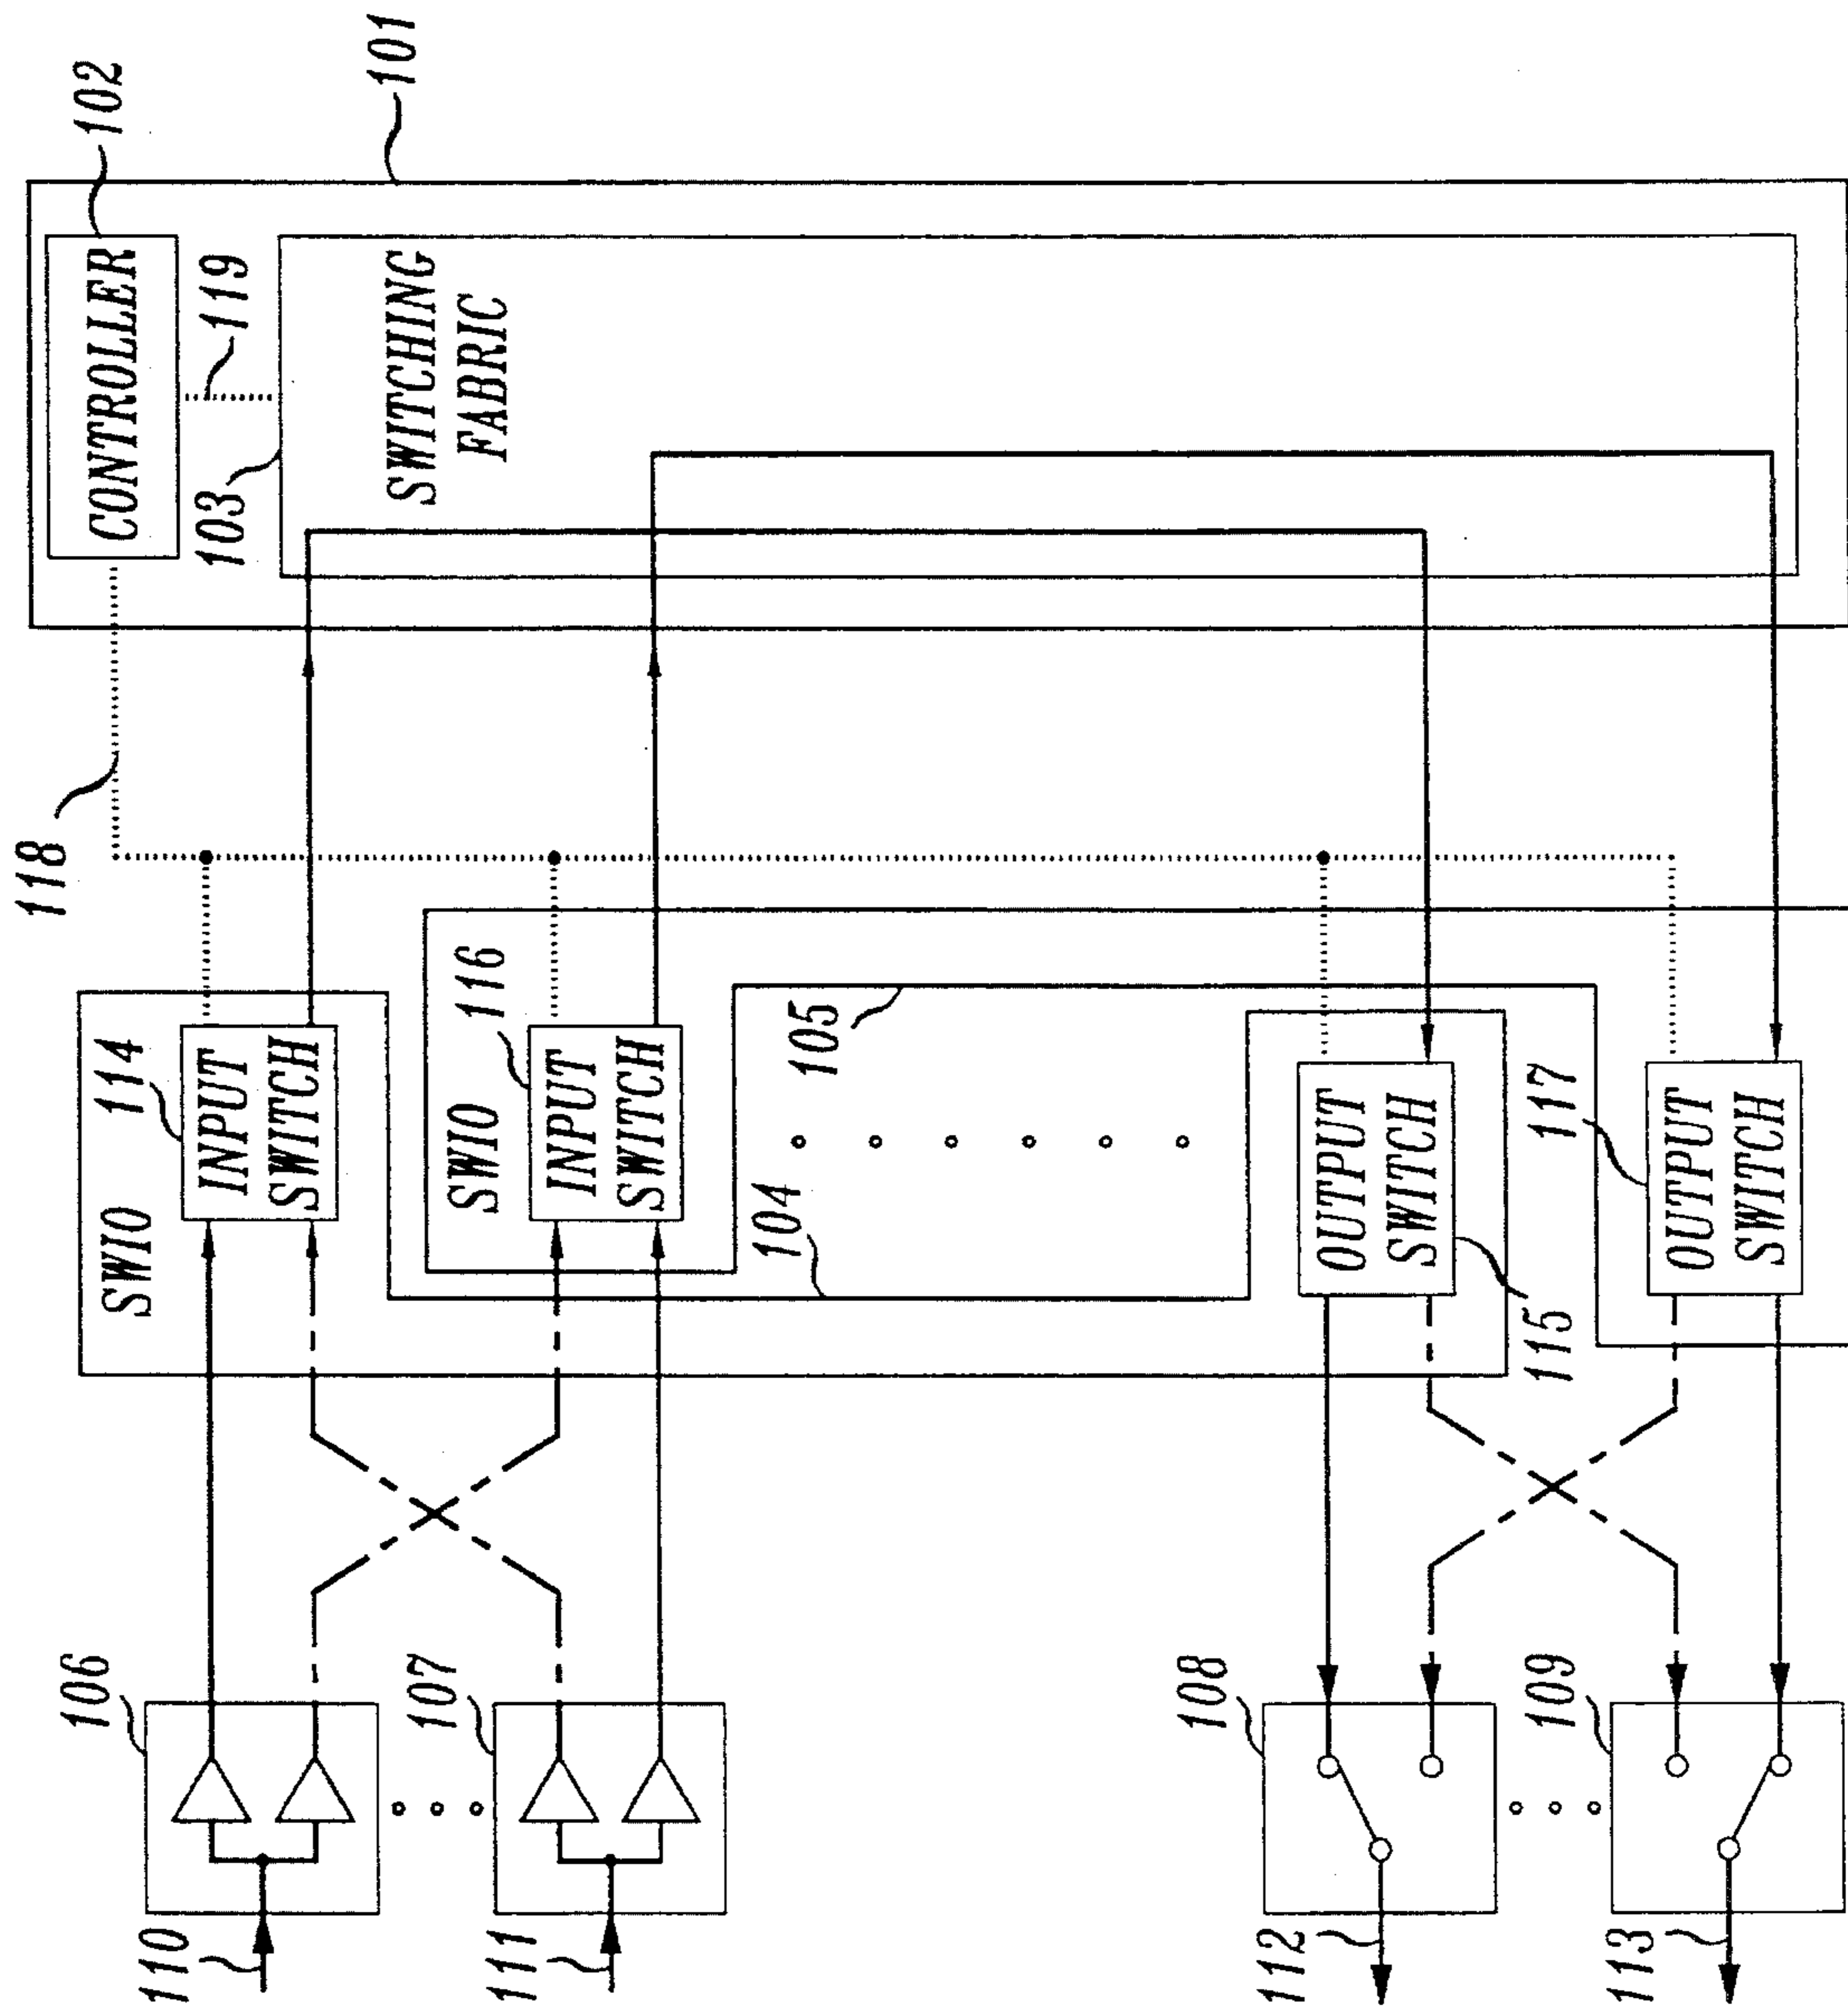 118
106
SWIO
114
CONTROLLER
102
110
INPUT
SWITCH
103
119
101
107
SWIO
116
SWITCHING
FABRIC
111
INPUT
SWITCH
104
105
108
112
OUTPUT
SWITCH
109
115
117
113
OUTPUT
SWITCH